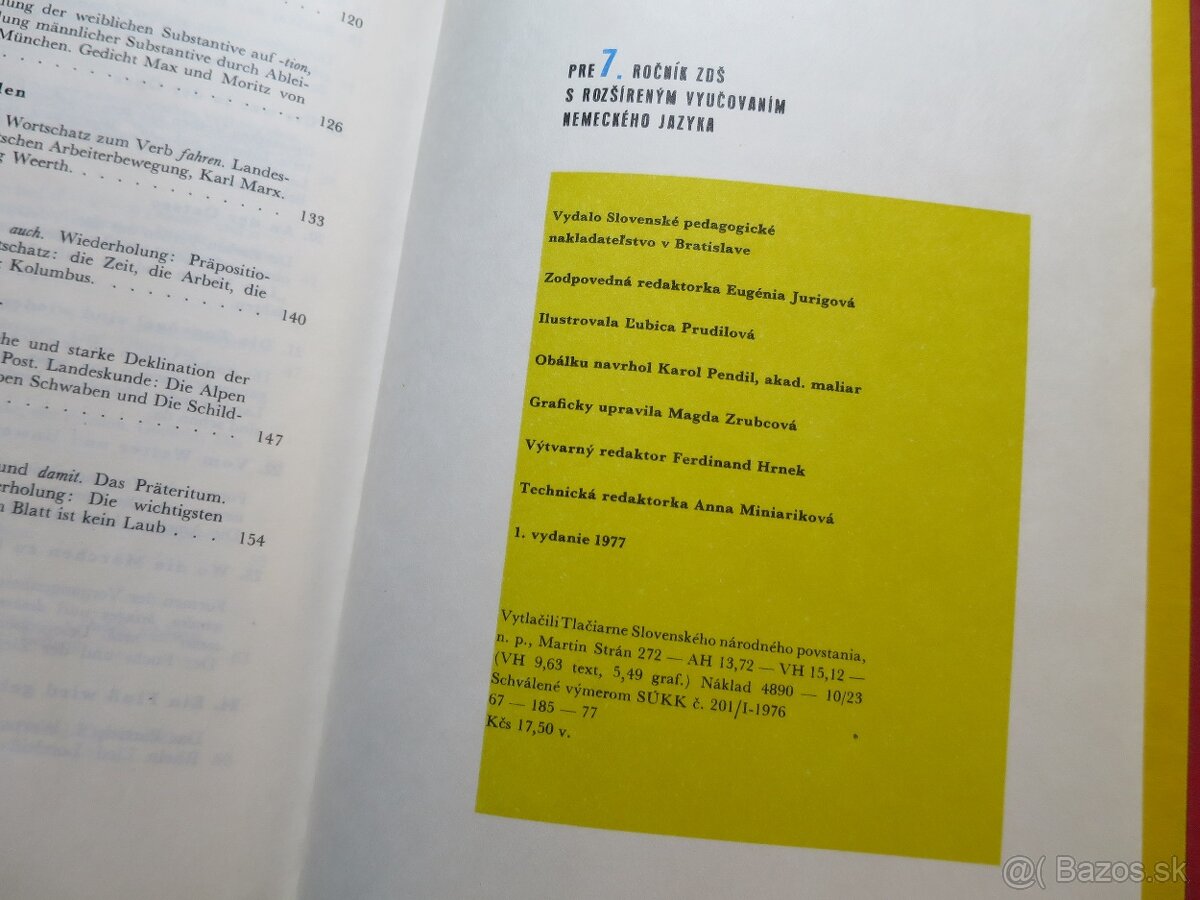 120
der weiblichen Substantive auf -tion,
männlicher Substantive durch Ablei-
München. Gedicht Max und Moritz von
126
Wortschatz zum Verb fahren. Landes-
schen Arbeiterbewegung, Karl Marx.
Weerth.
133
auch. Wiederholung: Präpositio-
tschatz: die Zeit, die Arbeit, die
Kolumbus.
140
und starke Deklination der
Post. Landeskunde: Die Alpen
ben Schwaben und Die Schild-
147
und damit. Das Präteritum.
erholung: Die wichtigsten
Blatt ist kein Laub . . . 154
PRE 7. ROČNÍK ZDŠ
S ROZŠÍRENÝM VYUČOVANÍM
NEMECKÉHO JAZYKA
Vydalo Slovenské pedagogické
nakladateľstvo v Bratislave
Zodpovedná redaktorka Eugénia Jurigová
Ilustrovala Ľubica Prudilová
Obálku navrhol Karol Pendil, akad. maliar
Graficky upravila Magda Zrubcová
Výtvarný redaktor Ferdinand Hrnek
Technická redaktorka Anna Miniariková
1. vydanie 1977
Vytlačili Tlačiarne Slovenského národného povstania,
n. p., Martin Strán 272 — AH 13,72 — VH 15,12 —
(VH 9,63 text, 5,49 graf.) Náklad 4890 — 10/23
Schválené výmerom SÚKK č. 201/I-1976
67 — 185 — 77
Kčs 17,50 v.
@( Bazos.sk